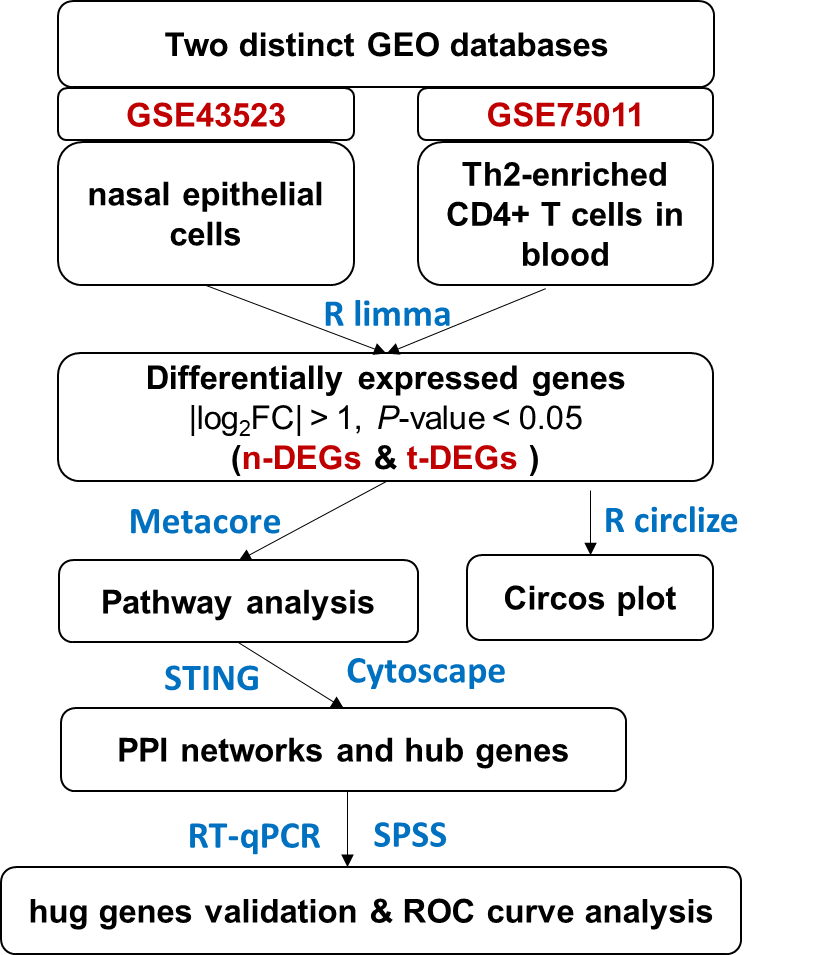 Two distinct GEO databases
GSE43523
GSE75011
nasal epithelial
cells
Th2-enriched
CD4+ T cells in
blood
R limma
Differentially expressed genes
|log₂FC| > 1, P-value < 0.05
(n-DEGs & t-DEGs )
Metacore
R circlize
Pathway analysis
Circos plot
STING
Cytoscape
PPI networks and hub genes
RT-qPCR
SPSS
hug genes validation & ROC curve analysis